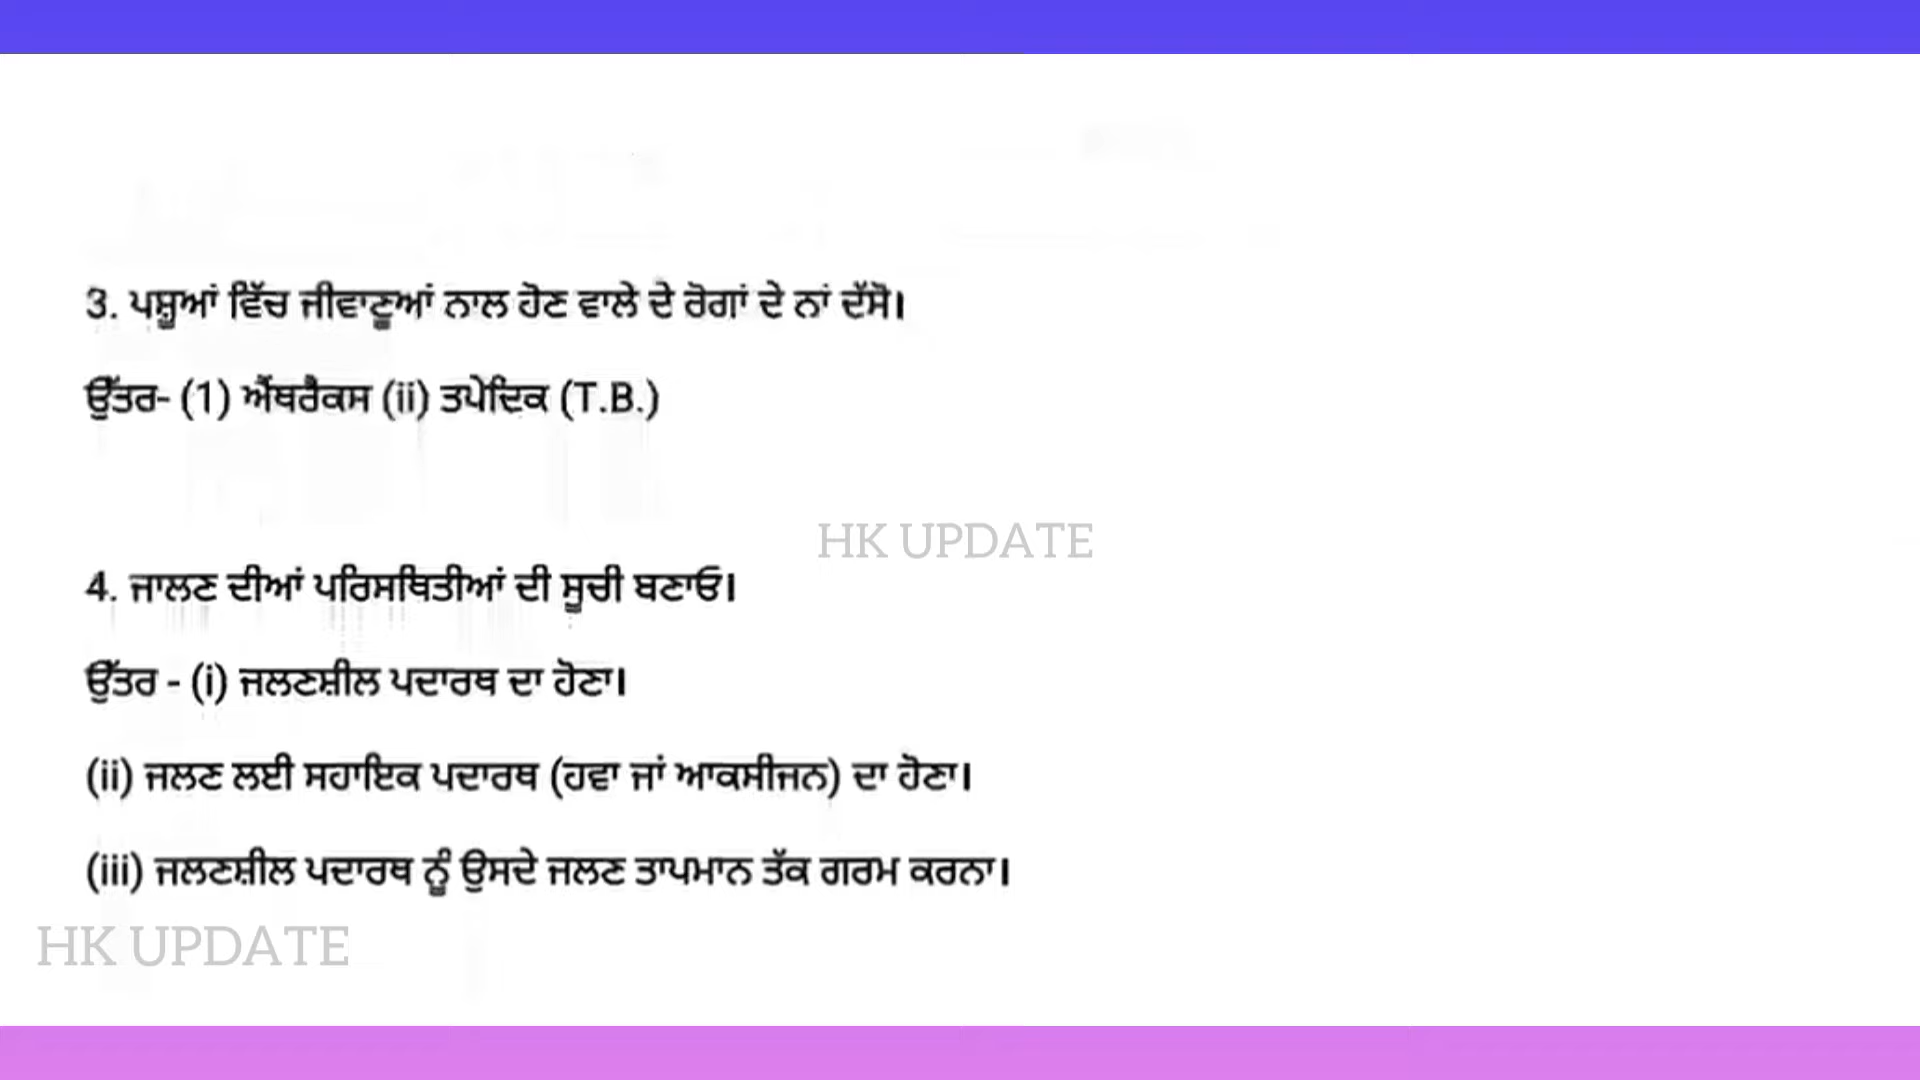 3. ਪਸ਼ੂਆਂ ਵਿੱਚ ਜੀਵਾਣੂਆਂ ਨਾਲ ਹੋਣ ਵਾਲੇ ਦੇ ਰੋਗਾਂ ਦੇ ਨਾਂ ਦੱਸੋ।
ਉੱਤਰ- (1) ਐਂਥਰੈਕਸ (ii) ਤਪੇਦਿਕ (T.B.)
HK UPDATE
4. ਜਾਲਣ ਦੀਆਂ ਪਰਿਸਥਿਤੀਆਂ ਦੀ ਸੂਚੀ ਬਣਾਓ।
ਉੱਤਰ - (i) ਜਲਣਸ਼ੀਲ ਪਦਾਰਥ ਦਾ ਹੋਣਾ।
(ii) ਜਲਣ ਲਈ ਸਹਾਇਕ ਪਦਾਰਥ (ਹਵਾ ਜਾਂ ਆਕਸੀਜਨ) ਦਾ ਹੋਣਾ।
(iii) ਜਲਣਸ਼ੀਲ ਪਦਾਰਥ ਨੂੰ ਉਸਦੇ ਜਲਣ ਤਾਪਮਾਨ ਤੱਕ ਗਰਮ ਕਰਨਾ।
HK UPDATE